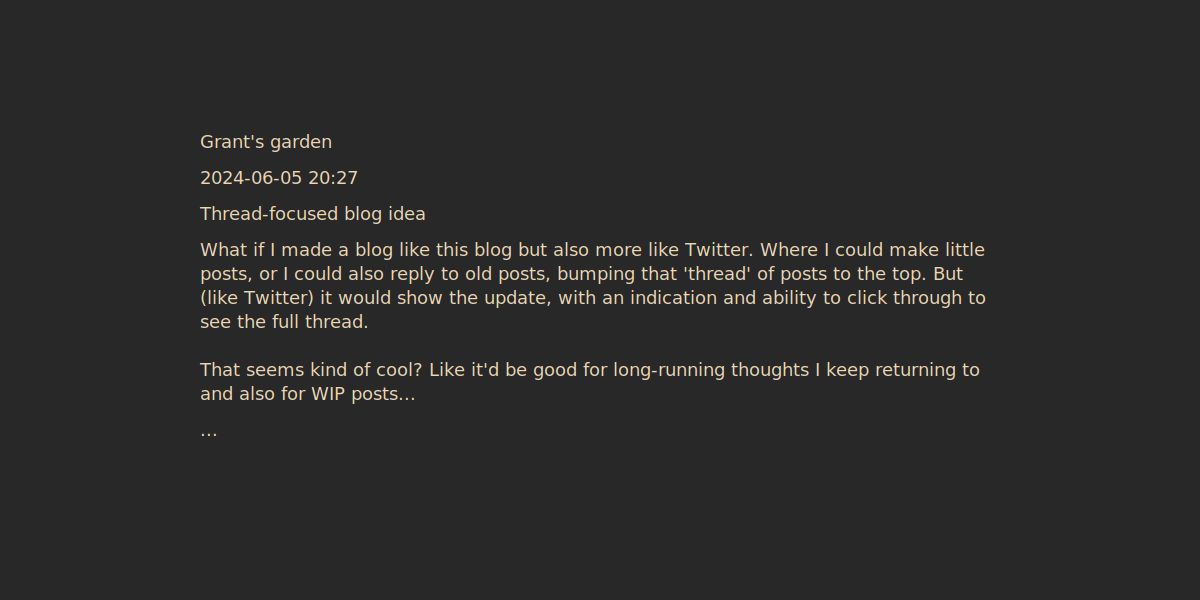 Grant's garden
2024-06-05 20:27
Thread-focused blog idea
What if I made a blog like this blog but also more like Twitter. Where I could make little
posts, or I could also reply to old posts, bumping that 'thread' of posts to the top. But
(like Twitter) it would show the update, with an indication and ability to click through to
see the full thread.
That seems kind of cool? Like it'd be good for long-running thoughts I keep returning to
and also for WIP posts…
…